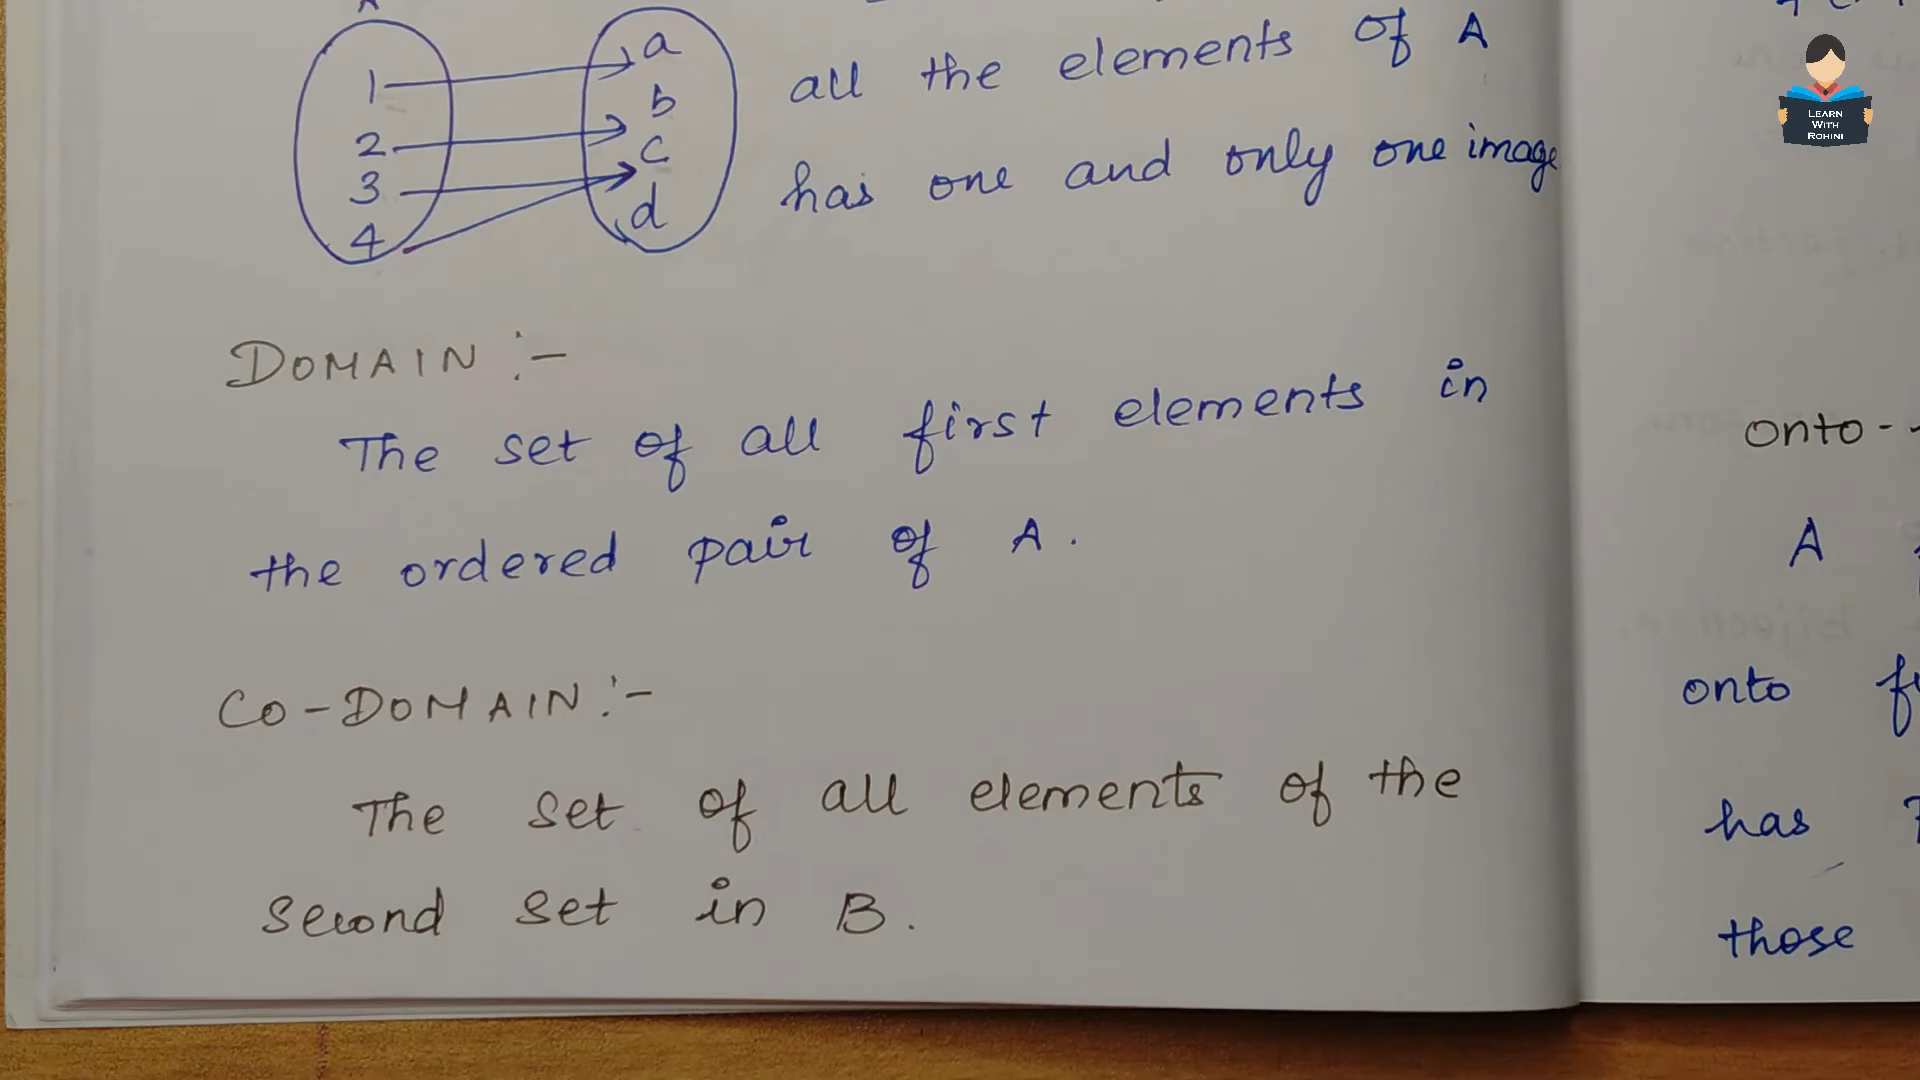 1 a
all the elements of A
b
2
c
has one and only one image
3
d
4
DOMAIN :-
The set of all first elements in
the ordered pair of A.
CO-DOMAIN :-
The set of all elements of the
second set in B.
LEARN
WITH
ROHINI
onto -
A
onto
has
those